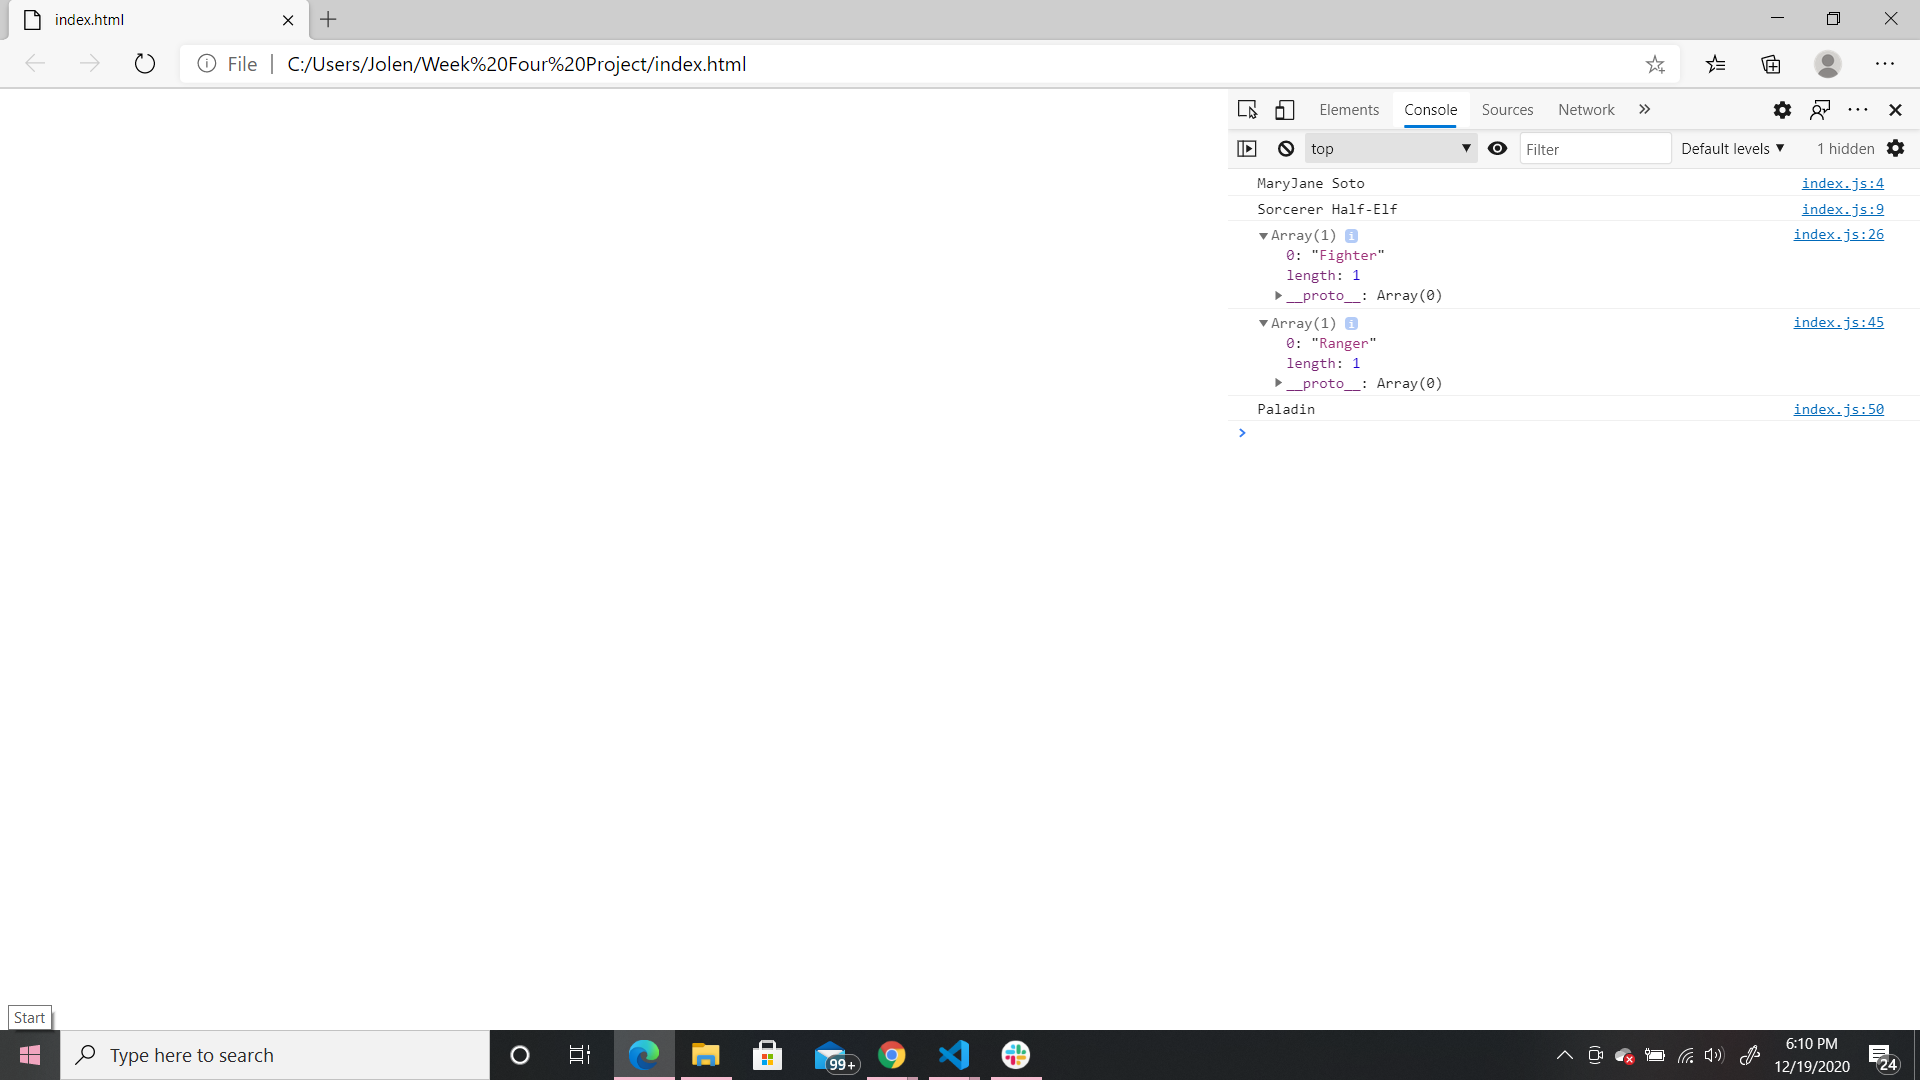 index.html
File | C:/Users/Jolen/Week%20Four%20Project/index.html
Elements Console Sources Network
top Filter Default levels 1 hidden
MaryJane Soto index.js:4
Sorcerer Half-Elf index.js:9
Array(1) i index.js:26
0: "Fighter"
length: 1
__proto__: Array(0)
Array(1) i index.js:45
0: "Ranger"
length: 1
__proto__: Array(0)
Paladin index.js:50
Start
Type here to search
99+
6:10 PM
12/19/2020
24